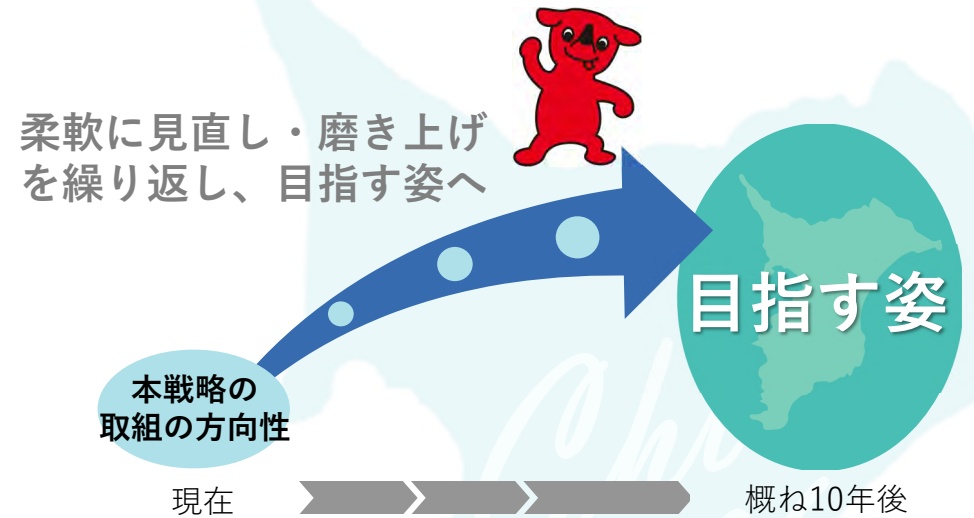 柔軟に見直し・磨き上げ
を繰り返し、目指す姿へ
目指す姿
本戦略の
取組の方向性
現在
概ね10年後